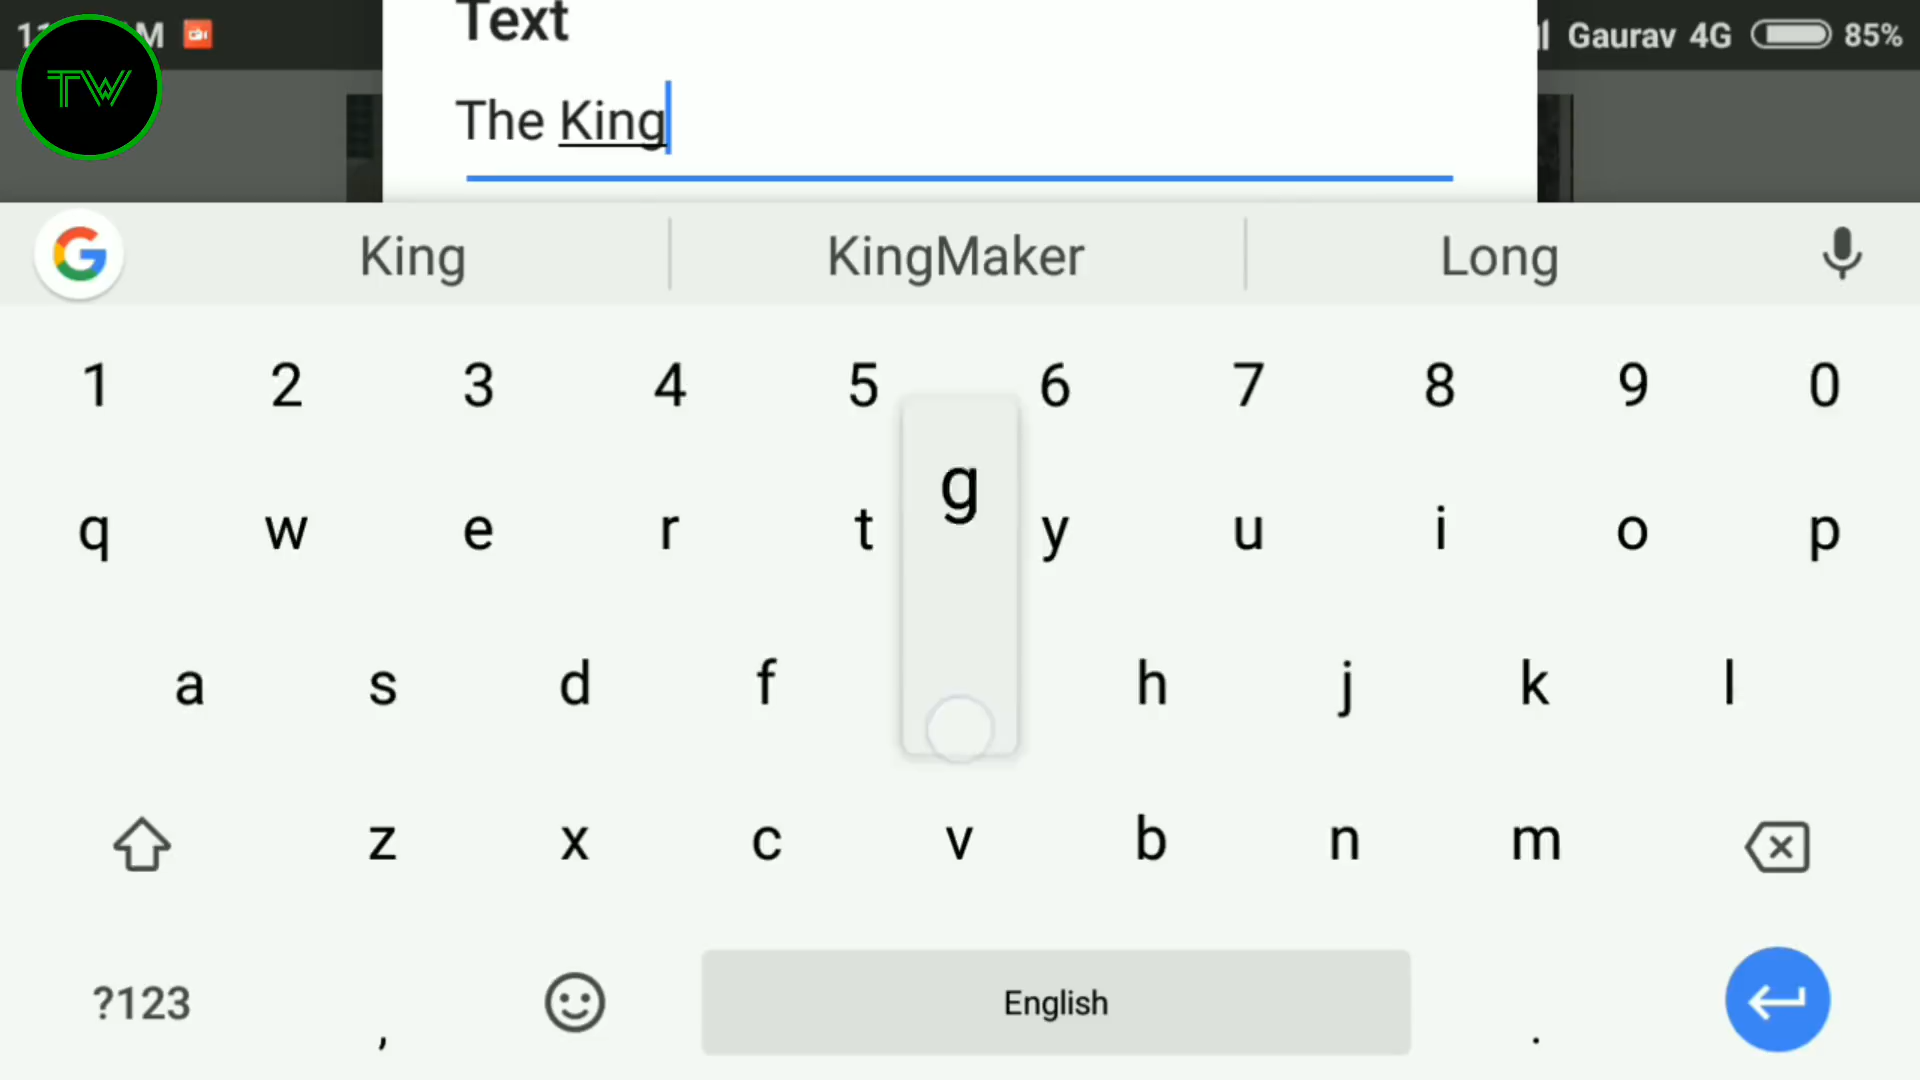 Text
TW
Gaurav 4G 85%
The King
King KingMaker Long
1 2 3 4 5 6 7 8 9 0
q w e r t g y u i o p
a s d f h j k l
z x c v b n m
?123 , English .